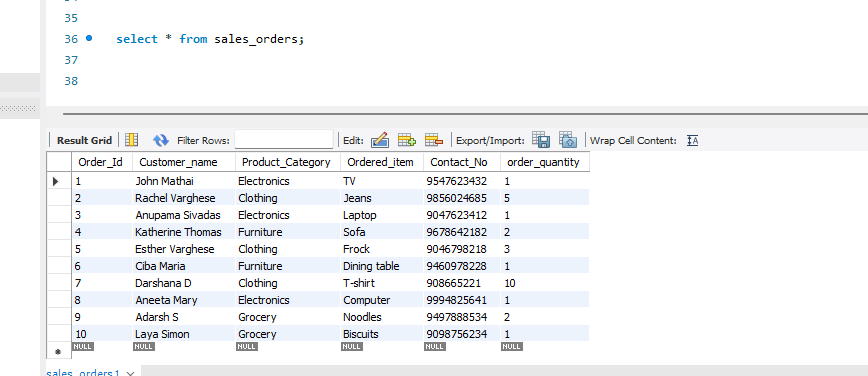 35
36 select * from sales_orders;
37
38
Result Grid Filter Rows: Edit: Export/Import: Wrap Cell Content:
Order_Id Customer_name Product_Category Ordered_item Contact_No order_quantity
1 John Mathai Electronics TV 9547623432 1
2 Rachel Varghese Clothing Jeans 9856024685 5
3 Anupama Sivadas Electronics Laptop 9047623412 1
4 Katherine Thomas Furniture Sofa 9678642182 2
5 Esther Varghese Clothing Frock 9046798218 3
6 Ciba Maria Furniture Dining table 9460978228 1
7 Darshana D Clothing T-shirt 908665221 10
8 Aneeta Mary Electronics Computer 9994825641 1
9 Adarsh S Grocery Noodles 9497888534 2
10 Laya Simon Grocery Biscuits 9098756234 1
NULL NULL NULL NULL NULL NULL
sales_orders1